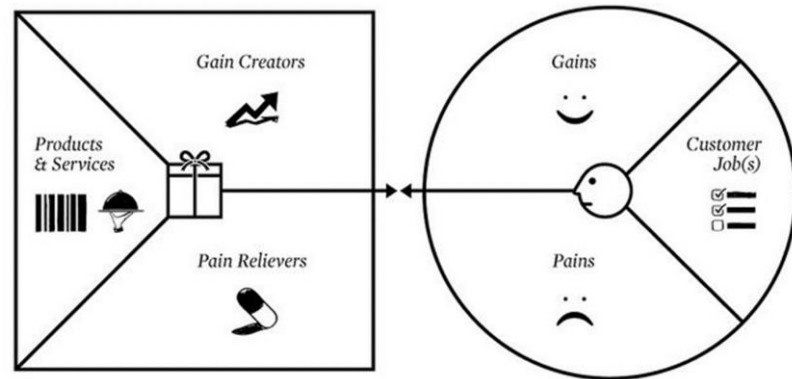 Gain Creators
Products
& Services
Pain Relievers
Gains
Customer
Job(s)
Pains